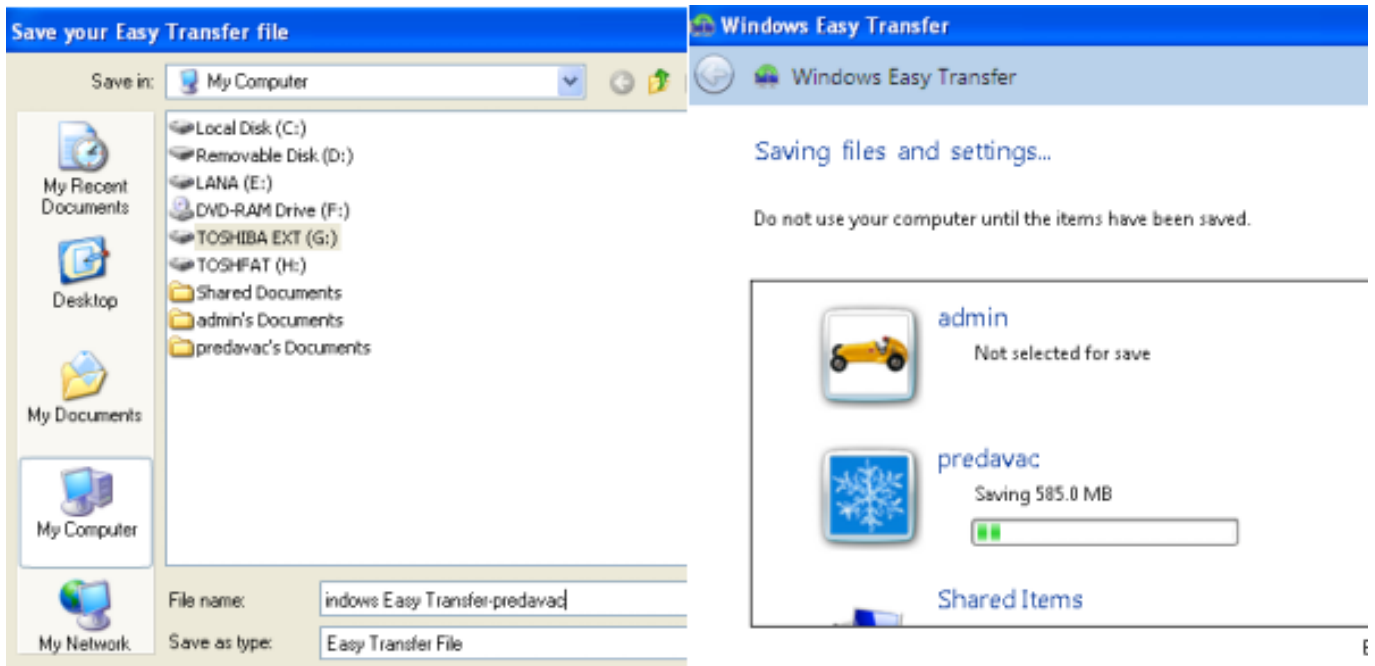 Save your Easy Transfer file
Save in:
My Computer
My Recent
Documents
Desktop
My Documents
My Computer
My Network
Local Disk (C:)
Removable Disk (D:)
LANA (E:)
DVD-RAM Drive (F:)
TOSHIBA EXT (G:)
TOSHFAT (H:)
Shared Documents
admin's Documents
predavac's Documents
File name:
indows Easy Transfer-predavac
Save as type:
Easy Transfer File
Windows Easy Transfer
Windows Easy Transfer
Saving files and settings...
Do not use your computer until the items have been saved.
admin
Not selected for save
predavac
Saving 585.0 MB
Shared Items